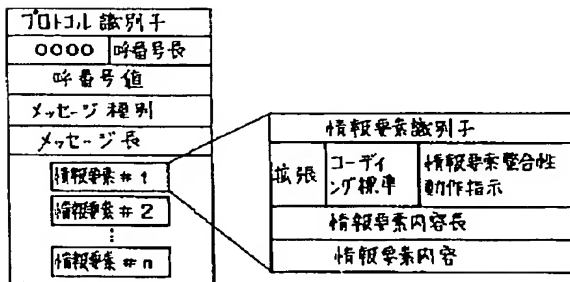 プロトコル識別子
0000 呼番号長
呼番号値
メッセージ種別
メッセージ長
情報要素#1
情報要素#2
⋮
情報要素#n
情報要素識別子
拡張
コーディ
ング標準
情報要素整合性
動作指示
情報要素内容長
情報要素内容